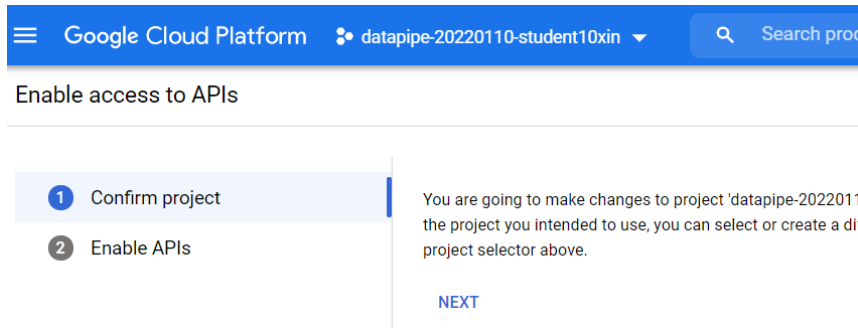 Google Cloud Platform datapipe-20220110-student10xin Search
Enable access to APIs
1 Confirm project
You are going to make changes to project 'datapipe-2022011
the project you intended to use, you can select or create a
2 Enable APIs
project selector above.
NEXT